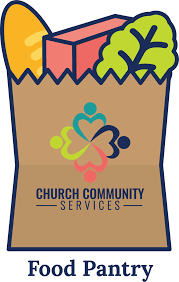 CHURCH COMMUNITY
SERVICES
Food Pantry